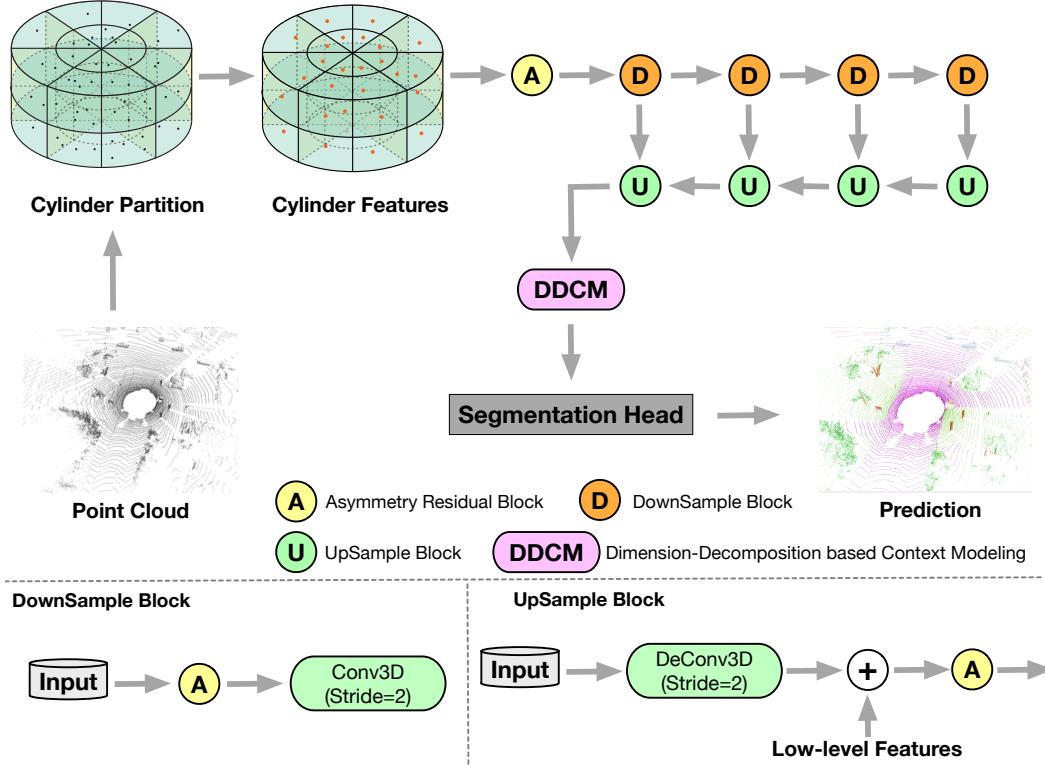 A D D D D
U U U U
Cylinder Partition
Cylinder Features
DDCM
Segmentation Head
Point Cloud
Prediction
A Asymmetry Residual Block
D DownSample Block
U UpSample Block
DDCM Dimension-Decomposition based Context Modeling
DownSample Block
Input
A
Conv3D
(Stride=2)
UpSample Block
Input
DeConv3D
(Stride=2)
+
A
Low-level Features